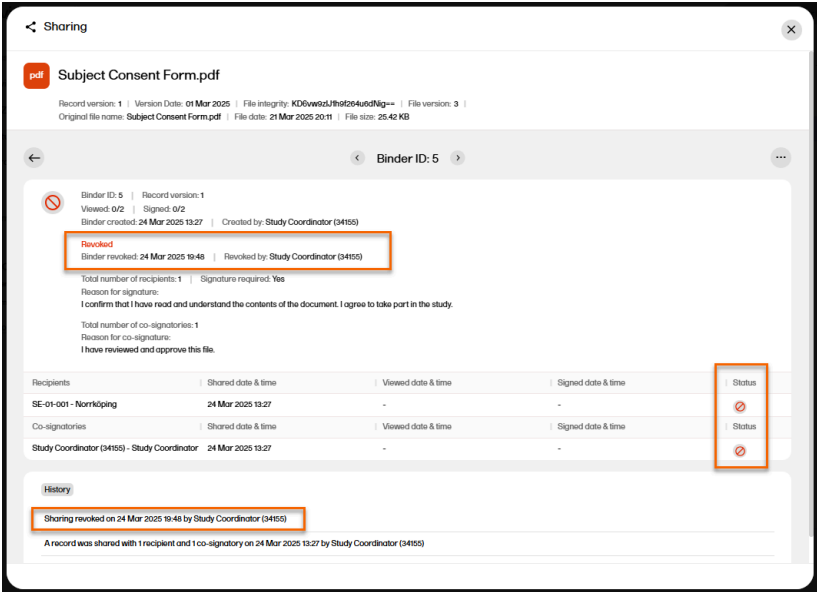 Sharing
pdf Subject Consent Form.pdf
Record version: 1 | Version Date: 01 Mar 2025 | File integrity: KD6vw9zlJ1h9f264u6dNig== | File version: 3 |
Original file name: Subject Consent Form.pdf | File date: 21 Mar 2025 20:11 | File size: 25.42 KB
Binder ID: 5
Binder ID: 5 | Record version: 1
Viewed: 0/2 | Signed: 0/2
Binder created: 24 Mar 2025 13:27 | Created by: Study Coordinator (34155)
Revoked
Binder revoked: 24 Mar 2025 19:48 | Revoked by: Study Coordinator (34155)
Total number of recipients: 1 | Signature required: Yes
Reason for signature:
I confirm that I have read and understand the contents of the document. I agree to take part in the study.
Total number of co-signatories: 1
Reason for co-signature:
I have reviewed and approve this file.
Recipients | Shared date & time | Viewed date & time | Signed date & time | Status
SE-01-001 - Norrköping 24 Mar 2025 13:27 - -
Co-signatories | Shared date & time | Viewed date & time | Signed date & time | Status
Study Coordinator (34155) - Study Coordinator 24 Mar 2025 13:27 - -
History
Sharing revoked on 24 Mar 2025 19:48 by Study Coordinator (34155)
A record was shared with 1 recipient and 1 co-signatory on 24 Mar 2025 13:27 by Study Coordinator (34155)